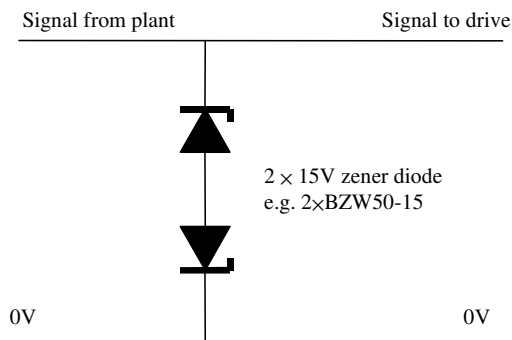 Signal from plant Signal to drive
2 × 15V zener diode
e.g. 2×BZW50-15
0V 0V